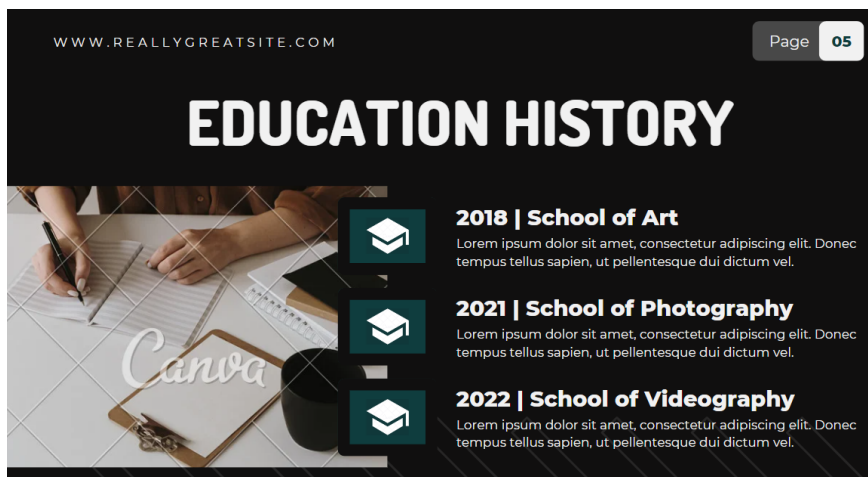 WWW.REALLYGREATSITE.COM
Page 05
EDUCATION HISTORY
2018 | School of Art
Lorem ipsum dolor sit amet, consectetur adipiscing elit. Donec
tempus tellus sapien, ut pellentesque dui dictum vel.
2021 | School of Photography
Lorem ipsum dolor sit amet, consectetur adipiscing elit. Donec
tempus tellus sapien, ut pellentesque dui dictum vel.
Canva
2022 | School of Videography
Lorem ipsum dolor sit amet, consectetur adipiscing elit. Donec
tempus tellus sapien, ut pellentesque dui dictum vel.